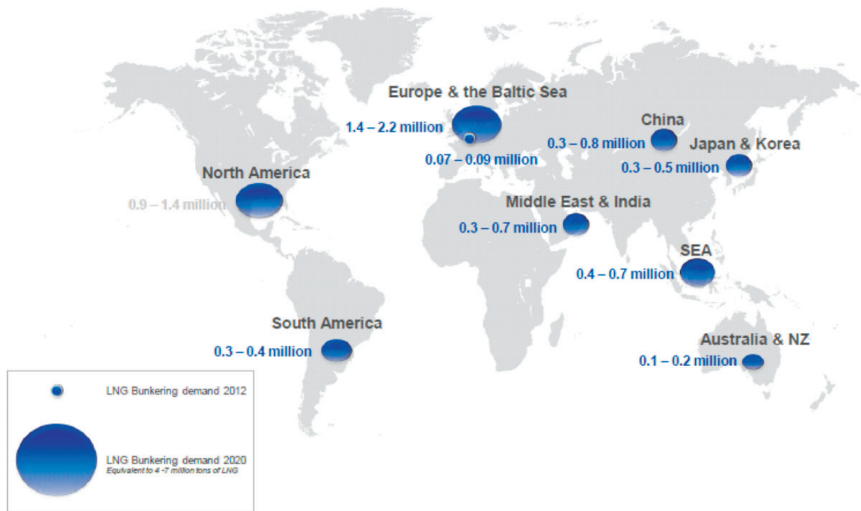 Europe & the Baltic Sea
1.4 – 2.2 million
0.07 – 0.09 million
China
0.3 – 0.8 million
Japan & Korea
0.3 – 0.5 million
North America
0.9 – 1.4 million
Middle East & India
0.3 – 0.7 million
SEA
0.4 – 0.7 million
South America
0.3 – 0.4 million
Australia & NZ
0.1 – 0.2 million
LNG Bunkering demand 2012
LNG Bunkering demand 2020
Equivalent to 4 -7 million tons of LNG